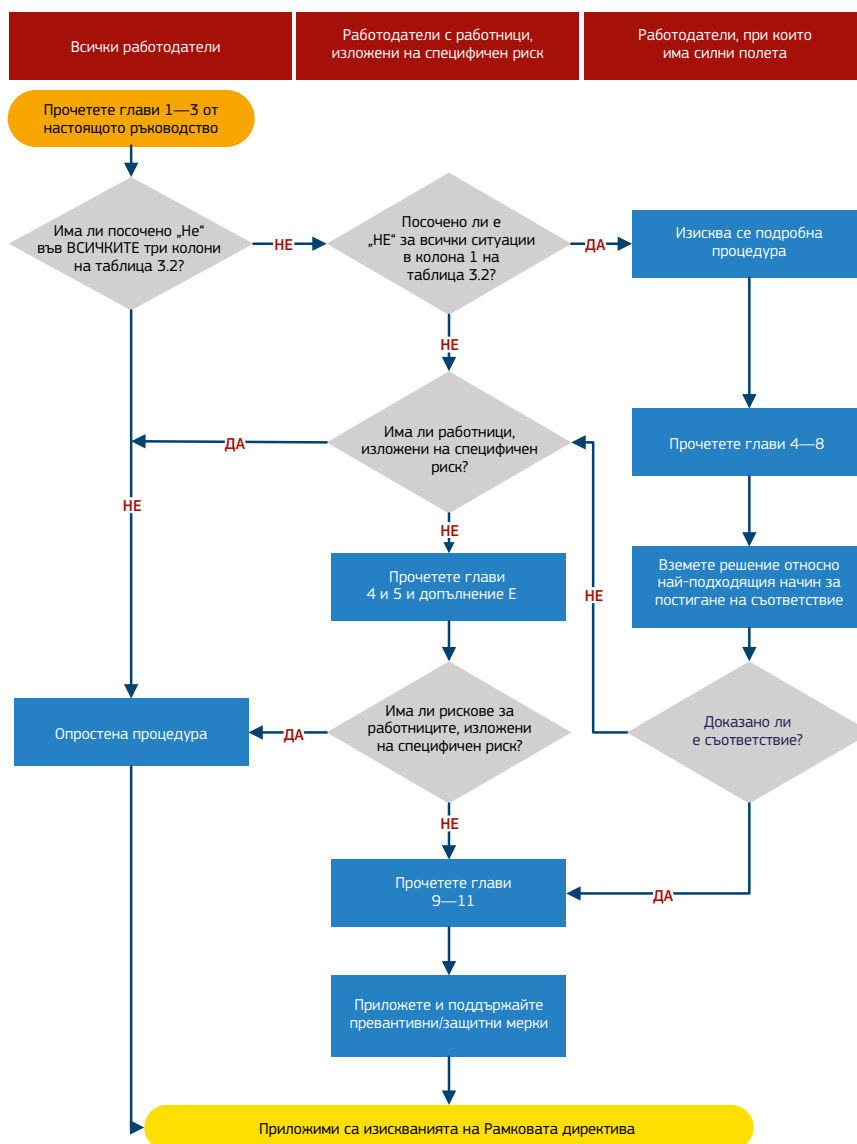 Всички работодатели
Работодатели с работници,
изложени на специфичен риск
Работодатели, при които
има силни полета
Прочетете глави 1—3 от
настоящото ръководство
Има ли посочено „Не“
във ВСИЧКИТЕ три колони
на таблица 3.2?
НЕ
Посочено ли е
„НЕ“ за всички ситуации
в колона 1 на
таблица 3.2?
ДА
Изисква се подробна
процедура
НЕ
Има ли работници,
изложени на специфичен
риск?
ДА
Прочетете глави 4—8
НЕ
НЕ
Прочетете глави
4 и 5 и допълнение E
Вземете решение относно
най-подходящия начин за
постигане на съответствие
НЕ
Опростена процедура
ДА
Има ли рискове за
работниците, изложени
на специфичен риск?
Доказано ли
е съответствие?
НЕ
Прочетете глави
9—11
ДА
Приложете и поддържайте
превантивни/защитни мерки
Приложими са изискванията на Рамковата директива